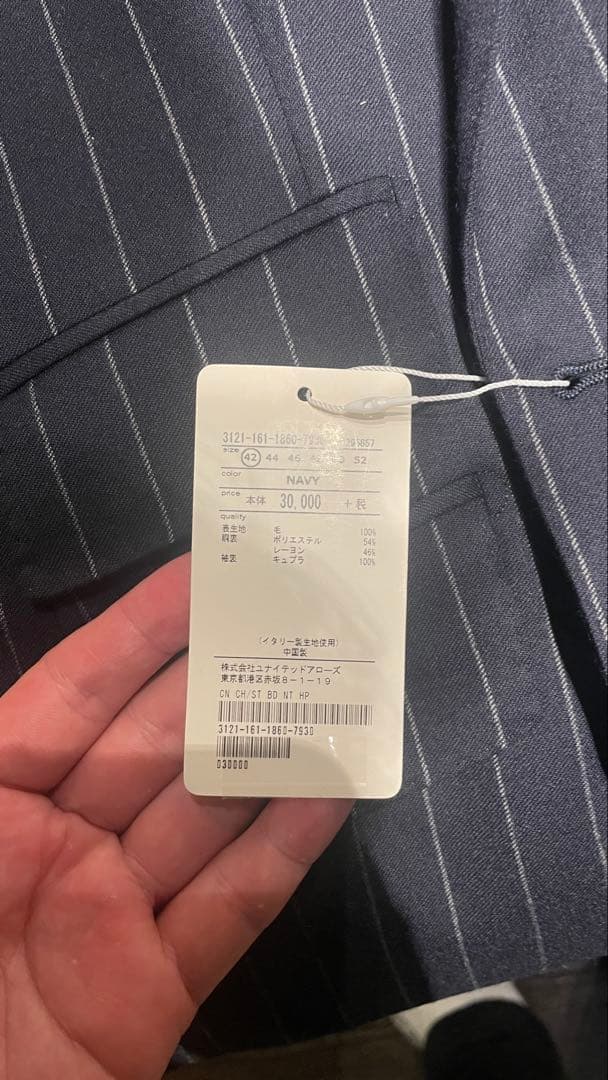 3121-161-1860-7930
size
42 44 46 52
color
NAVY
price 本体 30,000 +税
quality
表生地 毛 100%
胴裏 ポリエステル 54%
レーヨン 46%
袖裏 キュプラ 100%
(イタリー製生地使用)
中国製
株式会社ユナイテッドアローズ
東京都港区赤坂8-1-19
CN CH/ST BD NT HP
3121-161-1860-7930
030000